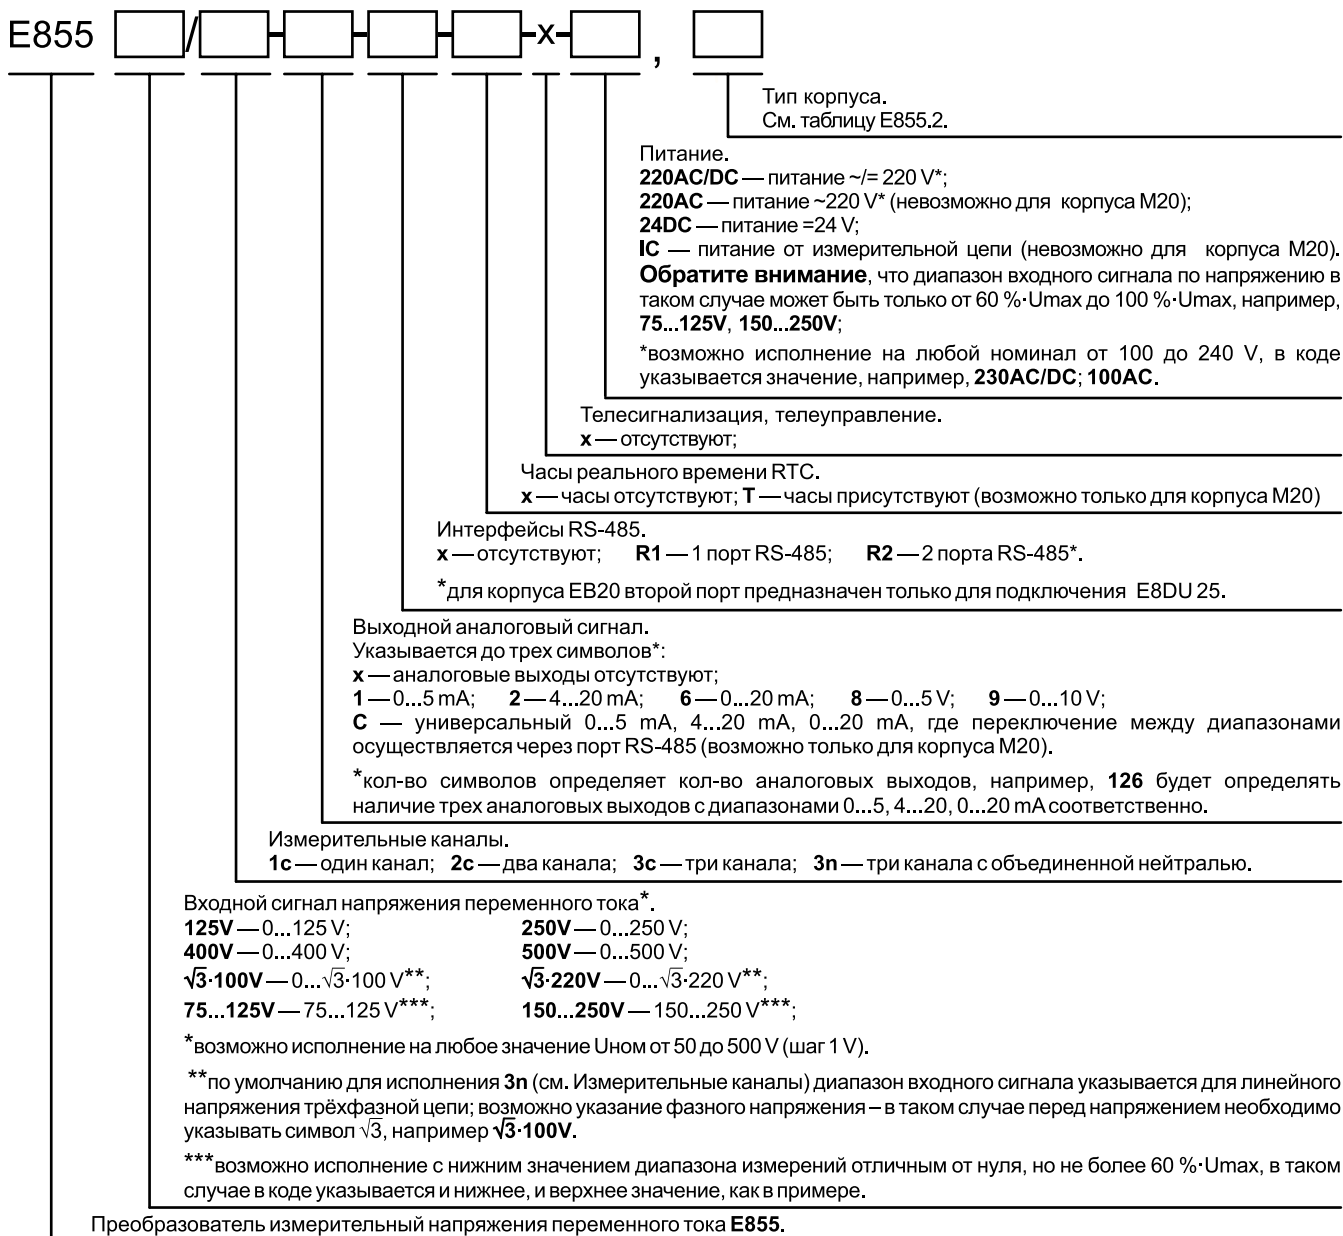 E855 / - - - -x- ,
Тип корпуса.
См. таблицу E855.2.
Питание.
220AC/DC — питание ~/= 220 V*;
220AC — питание ~220 V* (невозможно для корпуса M20);
24DC — питание =24 V;
IC — питание от измерительной цепи (невозможно для корпуса M20).
Обратите внимание, что диапазон входного сигнала по напряжению в
таком случае может быть только от 60 %·Umax до 100 %·Umax, например,
75...125V, 150...250V;
*возможно исполнение на любой номинал от 100 до 240 V, в коде
указывается значение, например, 230AC/DC; 100AC.
Телесигнализация, телеуправление.
x — отсутствуют;
Часы реального времени RTC.
x — часы отсутствуют; T — часы присутствуют (возможно только для корпуса M20)
Интерфейсы RS-485.
x — отсутствуют; R1 — 1 порт RS-485; R2 — 2 порта RS-485*.
*для корпуса EB20 второй порт предназначен только для подключения E8DU 25.
Выходной аналоговый сигнал.
Указывается до трех символов*:
x — аналоговые выходы отсутствуют;
1 — 0...5 mA; 2 — 4...20 mA; 6 — 0...20 mA; 8 — 0...5 V; 9 — 0...10 V;
C — универсальный 0...5 mA, 4...20 mA, 0...20 mA, где переключение между диапазонами
осуществляется через порт RS-485 (возможно только для корпуса M20).
*кол-во символов определяет кол-во аналоговых выходов, например, 126 будет определять
наличие трех аналоговых выходов с диапазонами 0...5, 4...20, 0...20 mA соответственно.
Измерительные каналы.
1c — один канал; 2c — два канала; 3c — три канала; 3n — три канала с объединенной нейтралью.
Входной сигнал напряжения переменного тока*.
125V — 0...125 V; 250V — 0...250 V;
400V — 0...400 V; 500V — 0...500 V;
√3·100V — 0...√3·100 V**; √3·220V — 0...√3·220 V**;
75...125V — 75...125 V***; 150...250V — 150...250 V***;
*возможно исполнение на любое значение Uном от 50 до 500 V (шаг 1 V).
**по умолчанию для исполнения 3n (см. Измерительные каналы) диапазон входного сигнала указывается для линейного
напряжения трёхфазной цепи; возможно указание фазного напряжения – в таком случае перед напряжением необходимо
указывать символ √3, например √3·100V.
***возможно исполнение с нижним значением диапазона измерений отличным от нуля, но не более 60 %·Umax, в таком
случае в коде указывается и нижнее, и верхнее значение, как в примере.
Преобразователь измерительный напряжения переменного тока E855.